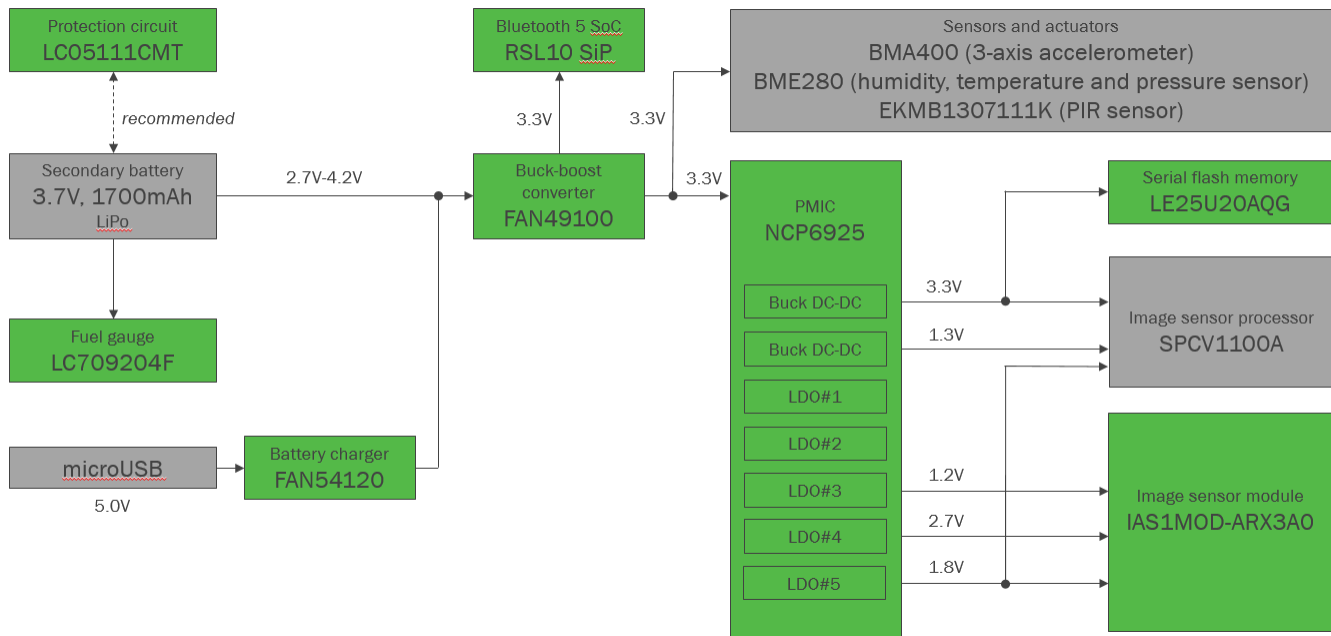 Protection circuit
LC05111CMT
recommended
Secondary battery
3.7V, 1700mAh
LiPo
2.7V-4.2V
Fuel gauge
LC709204F
microUSB
5.0V
Battery charger
FAN54120
Bluetooth 5 SoC
RSL10 SiP
3.3V
Buck-boost
converter
FAN49100
3.3V
3.3V
Sensors and actuators
BMA400 (3-axis accelerometer)
BME280 (humidity, temperature and pressure sensor)
EKMB1307111K (PIR sensor)
PMIC
NCP6925
Buck DC-DC
Buck DC-DC
LDO#1
LDO#2
LDO#3
LDO#4
LDO#5
3.3V
1.3V
1.2V
2.7V
1.8V
Serial flash memory
LE25U20AQG
Image sensor processor
SPCV1100A
Image sensor module
IAS1MOD-ARX3A0